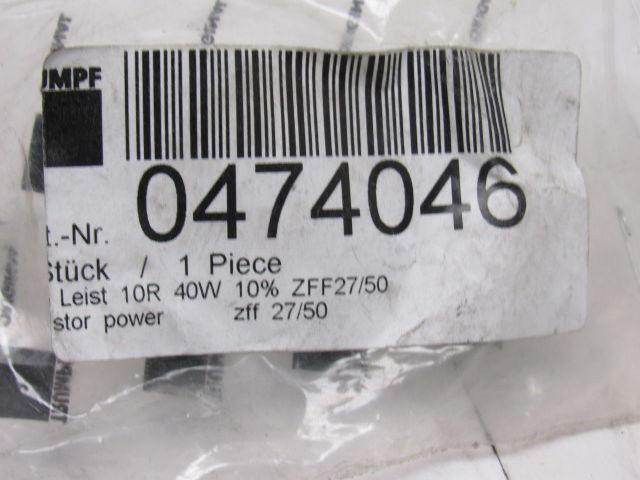 UMPF
t.-Nr. 0474046
Stück / 1 Piece
Leist 10R 40W 10% ZFF27/50
stor power zff 27/50